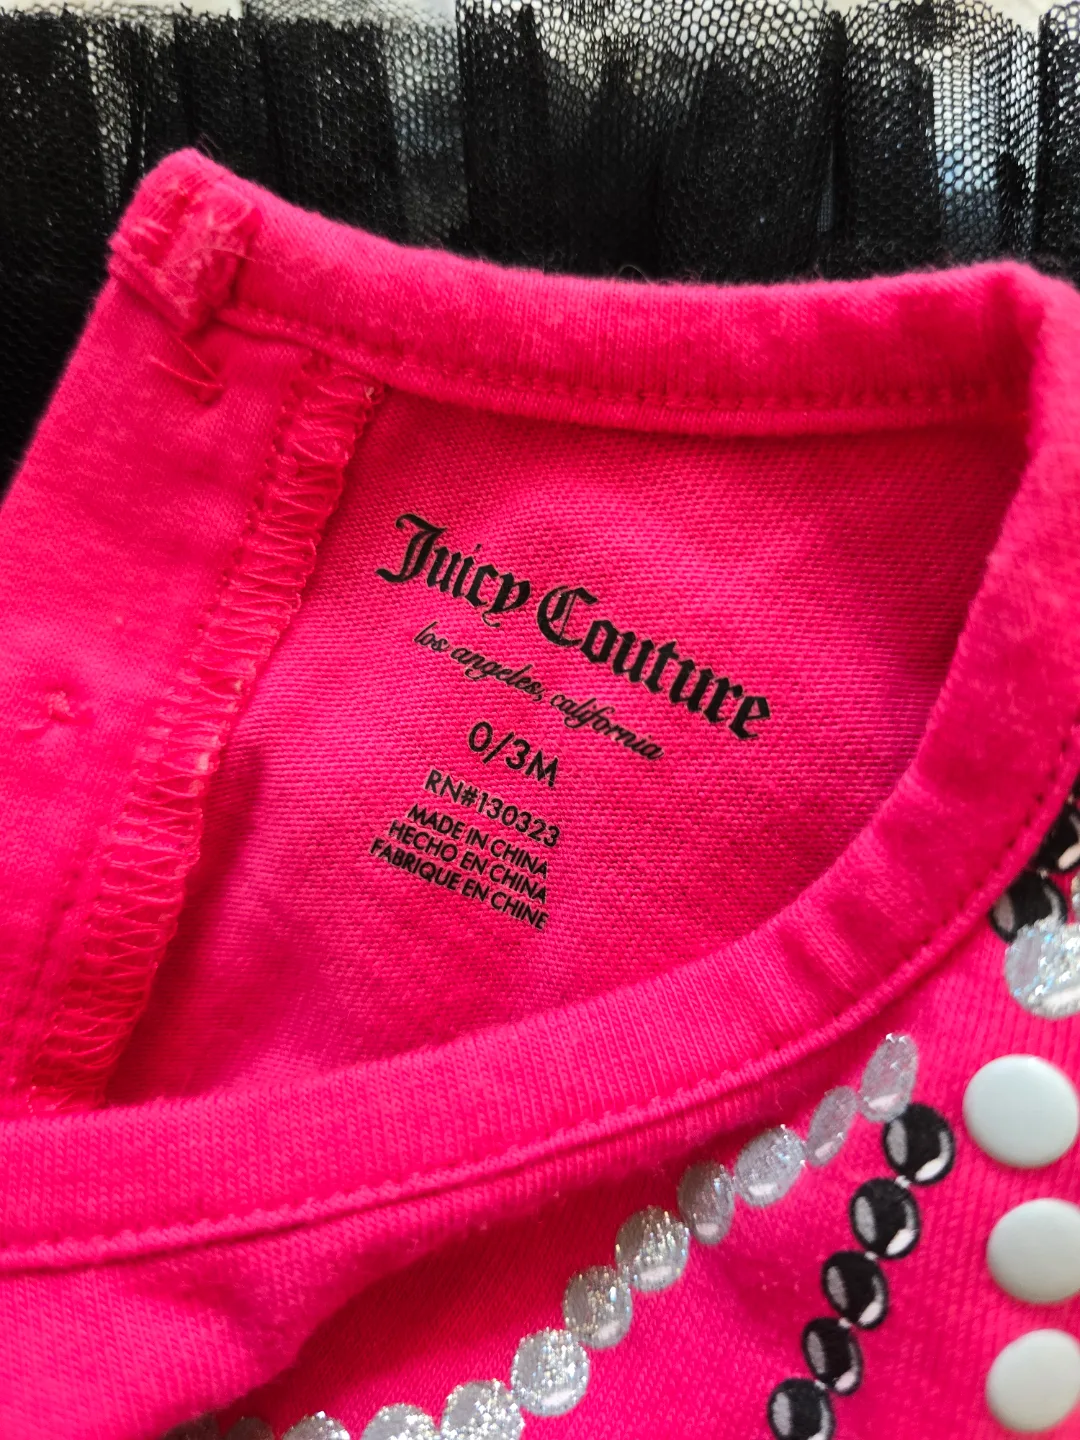 Juicy Couture
los angeles, california
0/3M
RN#130323
MADE IN CHINA
HECHO EN CHINA
FABRIQUE EN CHINE